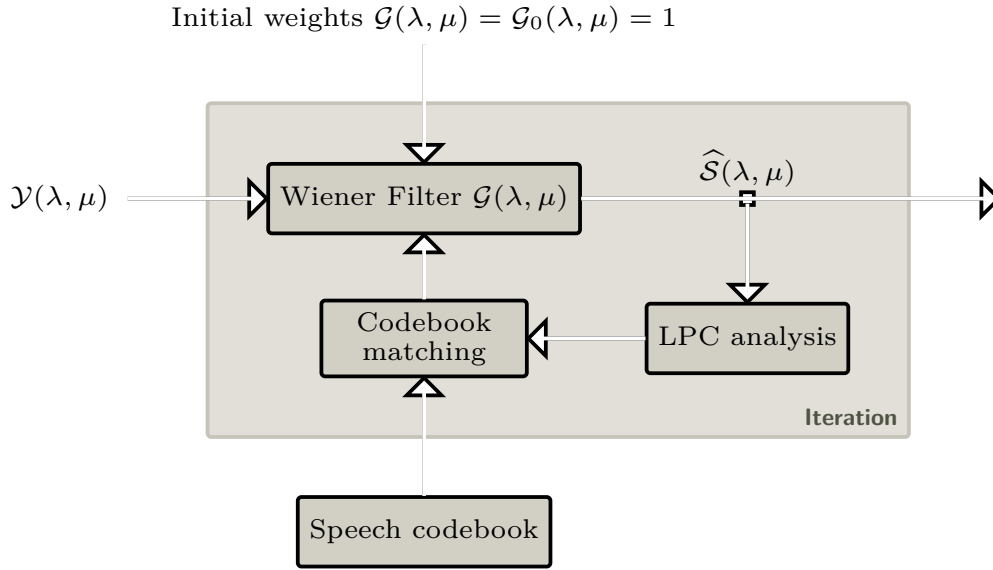 Initial weights 𝒢(λ, μ) = 𝒢₀(λ, μ) = 1
𝒴(λ, μ)
Wiener Filter 𝒢(λ, μ)
𝒮̂(λ, μ)
Codebook
matching
LPC analysis
Iteration
Speech codebook